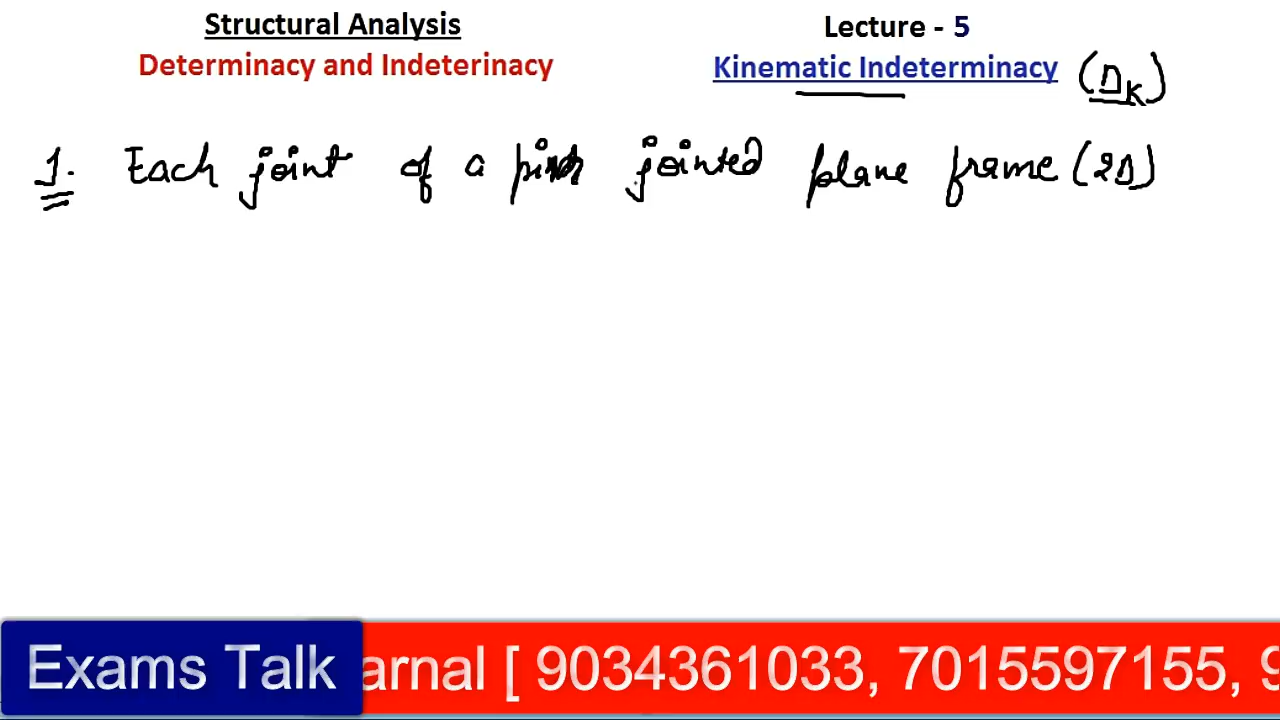 Structural Analysis
Lecture - 5
Determinacy and Indeterinacy
Kinematic Indeterminacy (DK)
1. Each joint of a pin jointed plane frame (2D)
Exams Talk
arnal [ 9034361033, 7015597155, 9